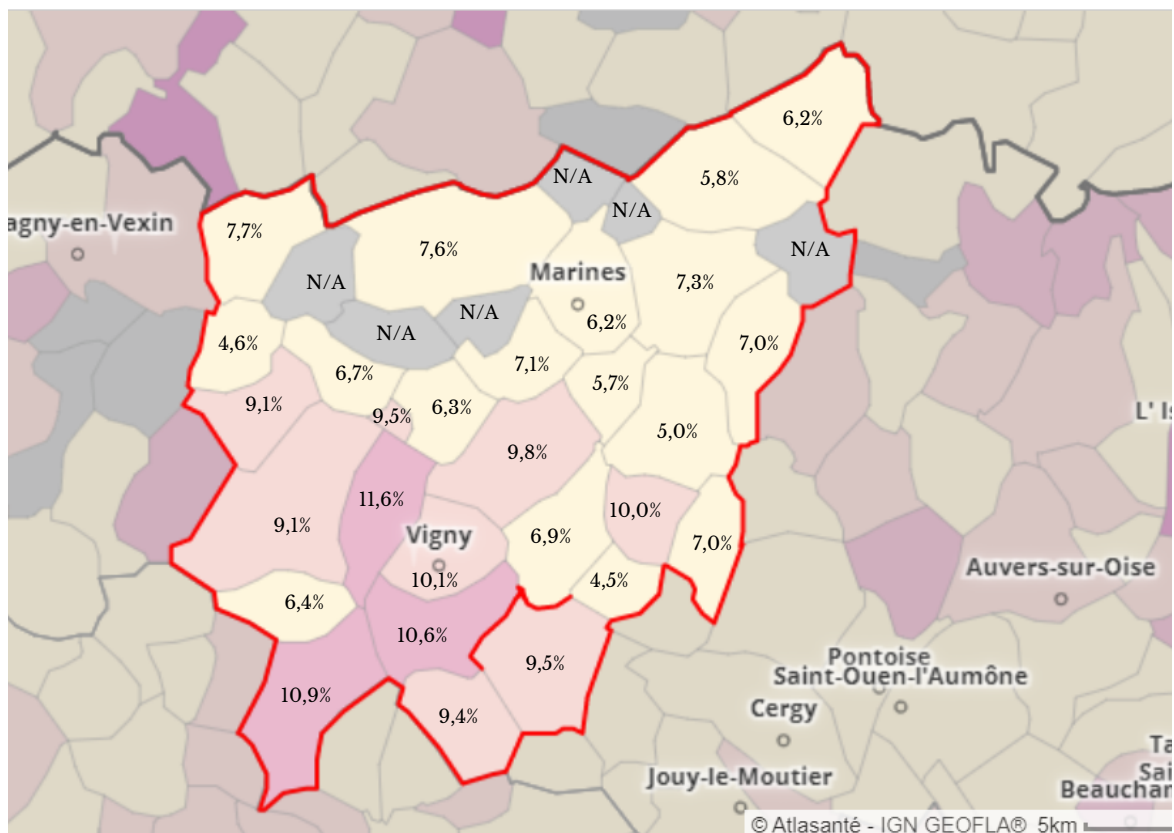 6,2%
N/A
5,8%
N/A
agny-en-Vexin
7,7%
7,6%
N/A
Marines
N/A
7,3%
N/A
6,2%
4,6%
N/A
7,0%
7,1%
6,7%
5,7%
9,1%
9,5%
6,3%
L' Is
5,0%
9,8%
11,6%
10,0%
9,1%
Vigny
6,9%
7,0%
10,1%
4,5%
Auvers-sur-Oise
6,4%
10,6%
9,5%
Pontoise
Saint-Ouen-l'Aumône
10,9%
9,4%
Cergy
Ta
Jouy-le-Moutier
Sai
Beauchar
© Atlasanté - IGN GEOFLA® 5km